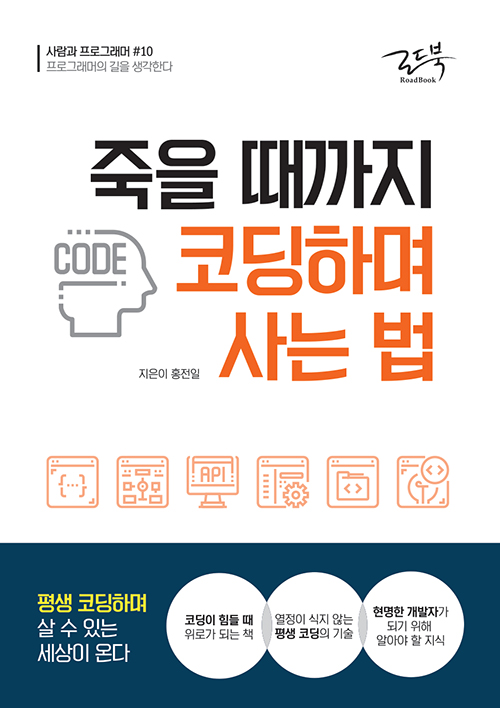 사람과 프로그래머 #10
프로그래머의 길을 생각한다
로드북
RoadBook
죽을 때까지
CODE
코딩하며
사는 법
지은이 홍전일
{...}
API
<>
<>
평생 코딩하며
살 수 있는
세상이 온다
코딩이 힘들 때
위로가 되는 책
열정이 식지 않는
평생 코딩의 기술
현명한 개발자가
되기 위해
알아야 할 지식